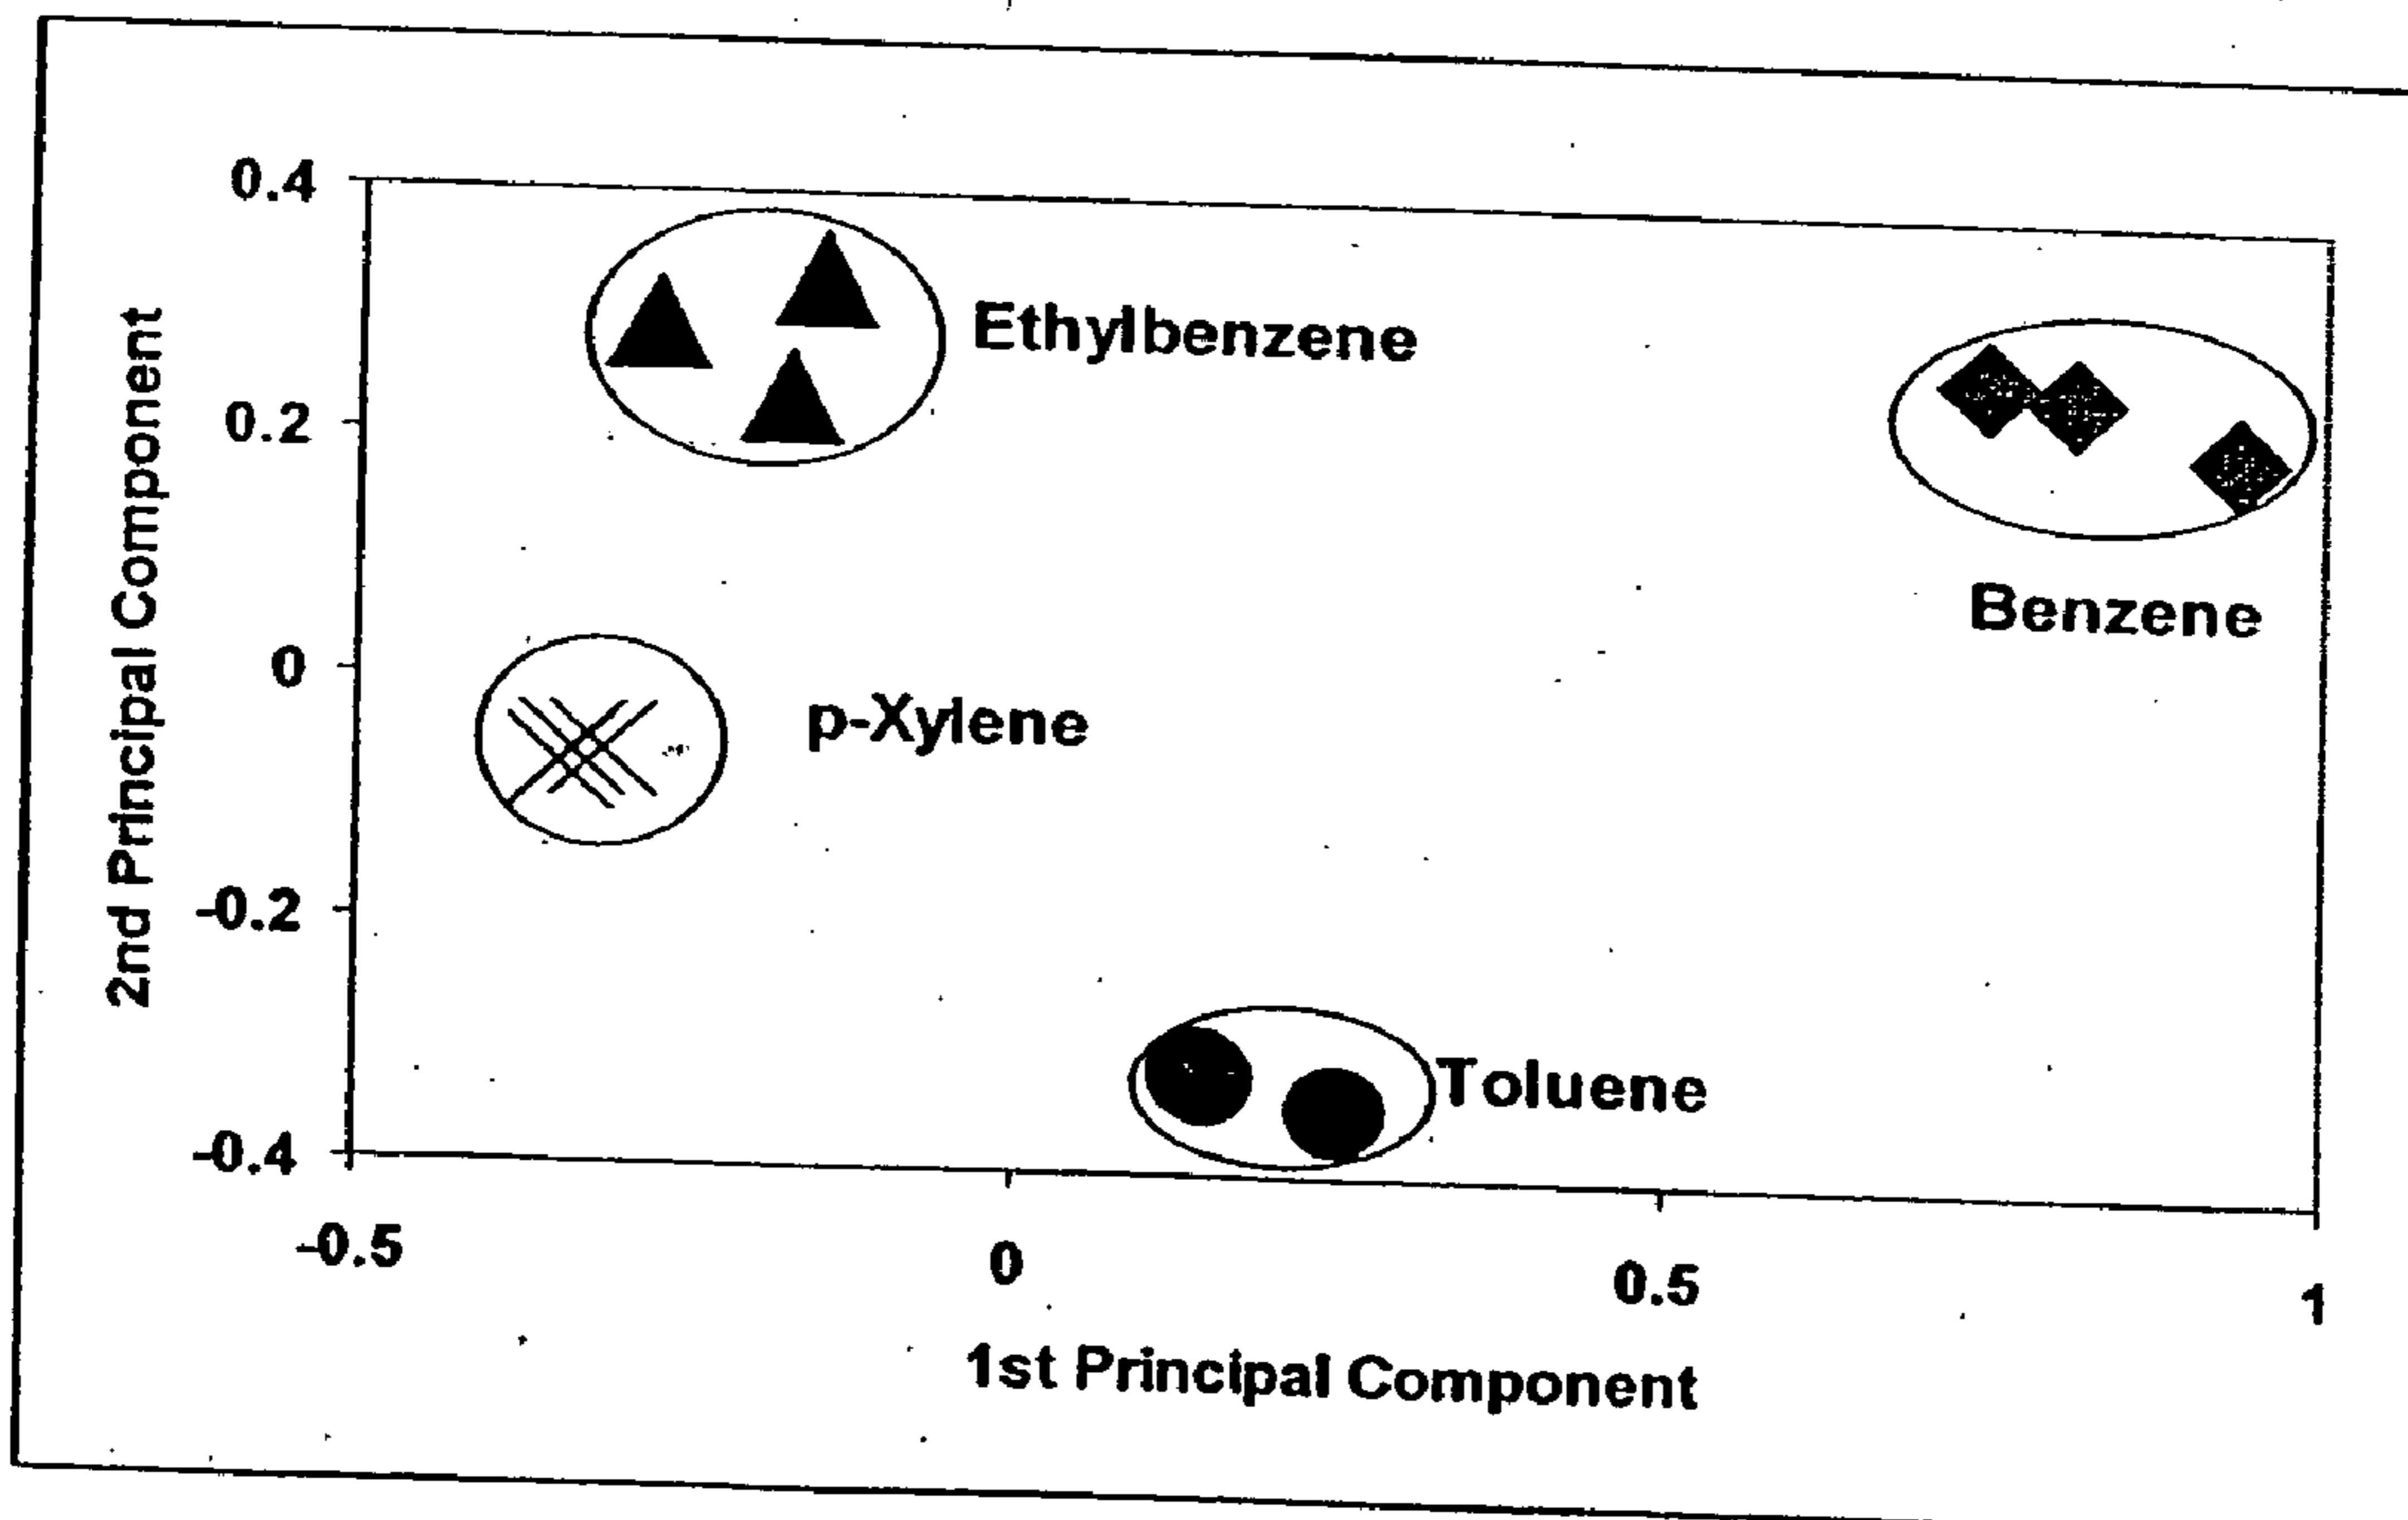 0.4
Ethylbenzene
0.2
Benzene
2nd Principal Component
0
p-Xylene
-0.2
Toluene
-0.4
-0.5
0
0.5
1
1st Principal Component